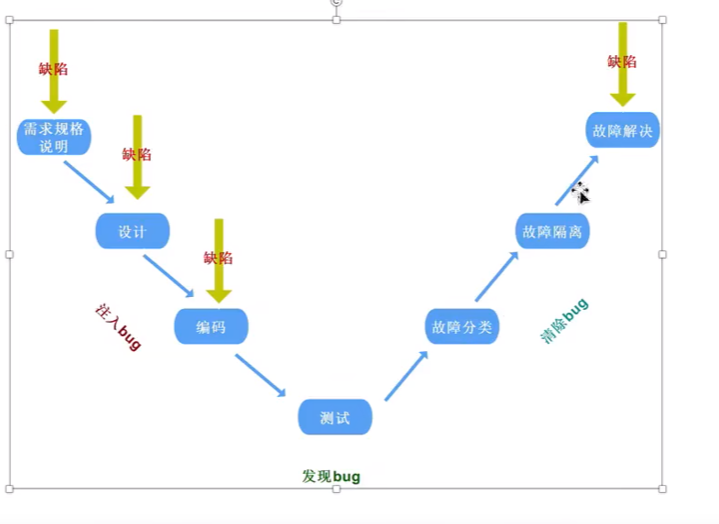 缺陷
缺陷
需求规格
说明
故障解决
缺陷
设计
故障隔离
缺陷
注入bug
编码
故障分类
清除bug
测试
发现bug